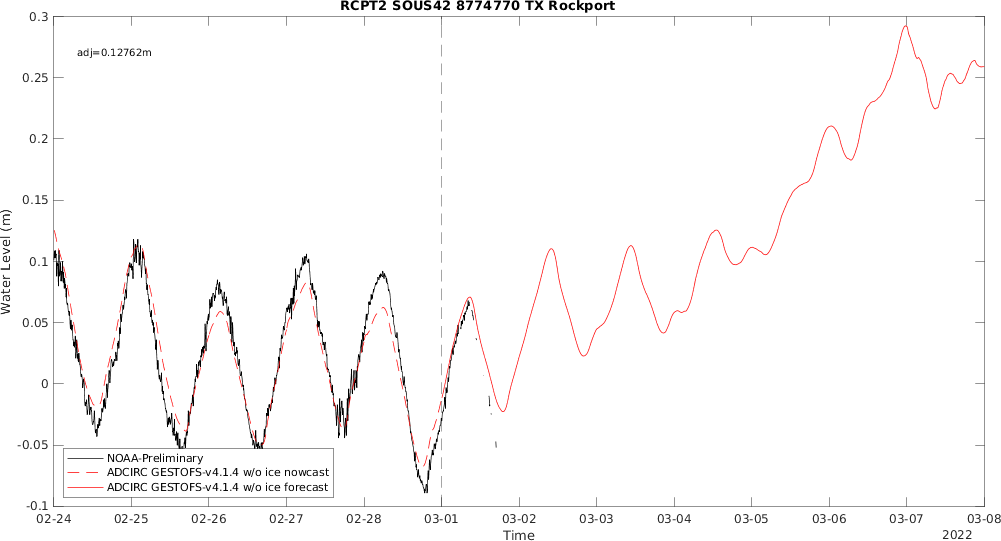 RCPT2 SOUS42 8774770 TX Rockport
adj=0.12762m
0.3
0.25
0.2
0.15
0.1
0.05
0
-0.05
-0.1
Water Level (m)
NOAA-Preliminary
ADCIRC GESTOFS-v4.1.4 w/o ice nowcast
ADCIRC GESTOFS-v4.1.4 w/o ice forecast
02-24 02-25 02-26 02-27 02-28 03-01 03-02 03-03 03-04 03-05 03-06 03-07 03-08
Time
2022